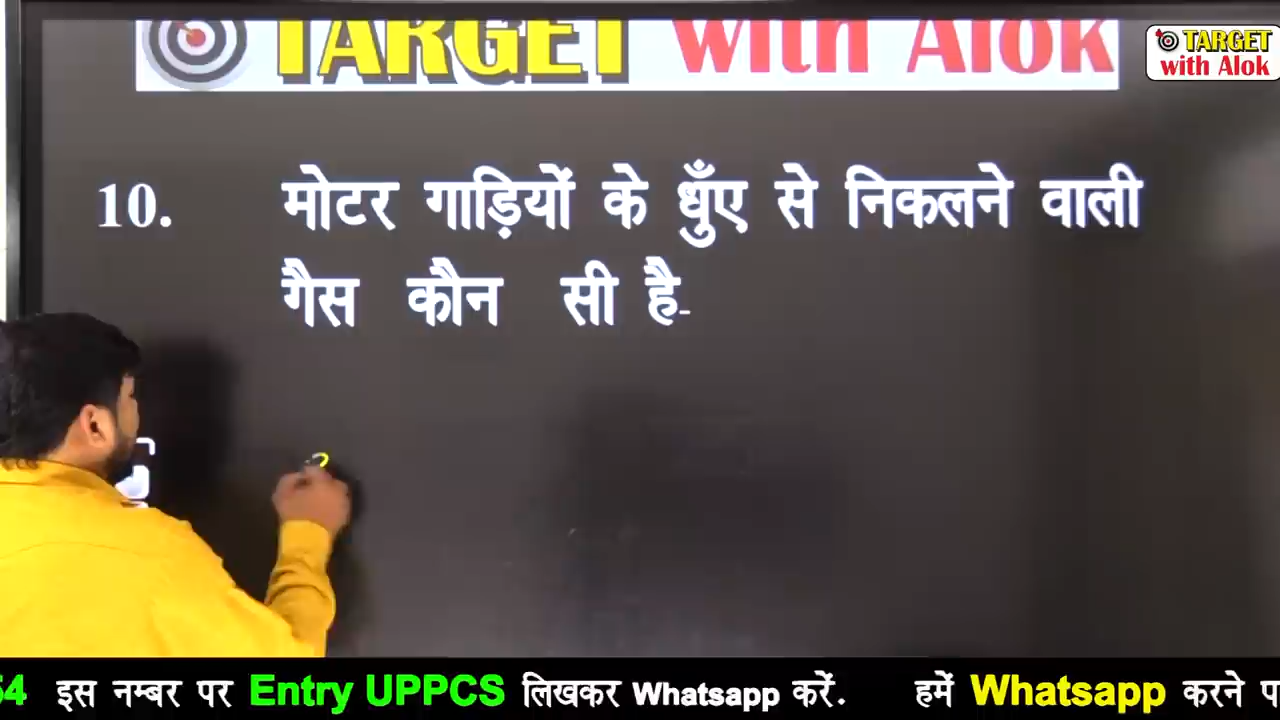 TARGET with Alok
TARGET
with Alok
10. मोटर गाड़ियों के धुँए से निकलने वाली
गैस कौन सी है-
54 इस नम्बर पर Entry UPPCS लिखकर Whatsapp करें. हमें Whatsapp करने